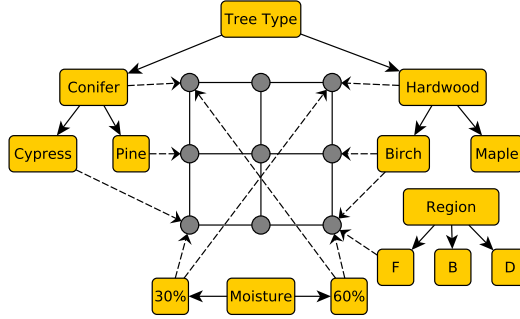 Tree Type
Conifer
Hardwood
Cypress
Pine
Birch
Maple
Region
F
B
D
30%
Moisture
60%